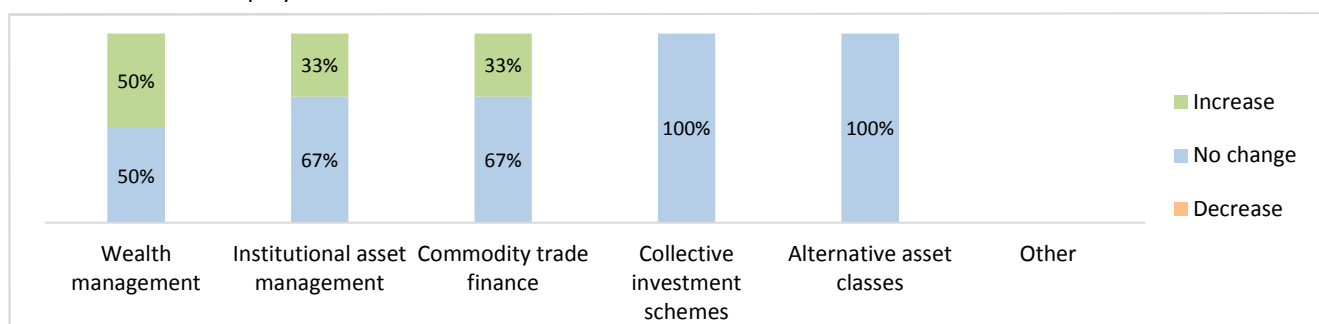 50%
33%
33%
100%
100%
50%
67%
67%
Increase
No change
Decrease
Wealth management
Institutional asset management
Commodity trade finance
Collective investment schemes
Alternative asset classes
Other